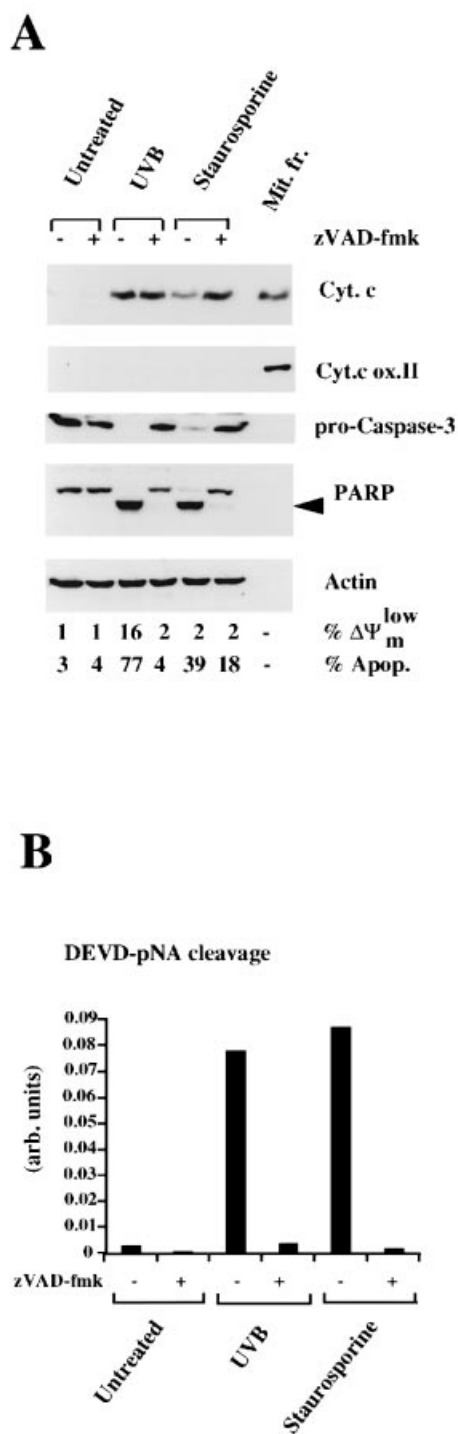 A
Untreated
UVB
Staurosporine
Mit. fr.
- + - + - + zVAD-fmk
Cyt. c
Cyt.c ox.II
pro-Caspase-3
PARP
Actin
1 1 16 2 2 2 - % ΔΨ m low
3 4 77 4 39 18 - % Apop.
B
DEVD-pNA cleavage
(arb. units)
0.09
0.08
0.07
0.06
0.05
0.04
0.03
0.02
0.01
0
zVAD-fmk - + - + - +
Untreated
UVB
Staurosporine